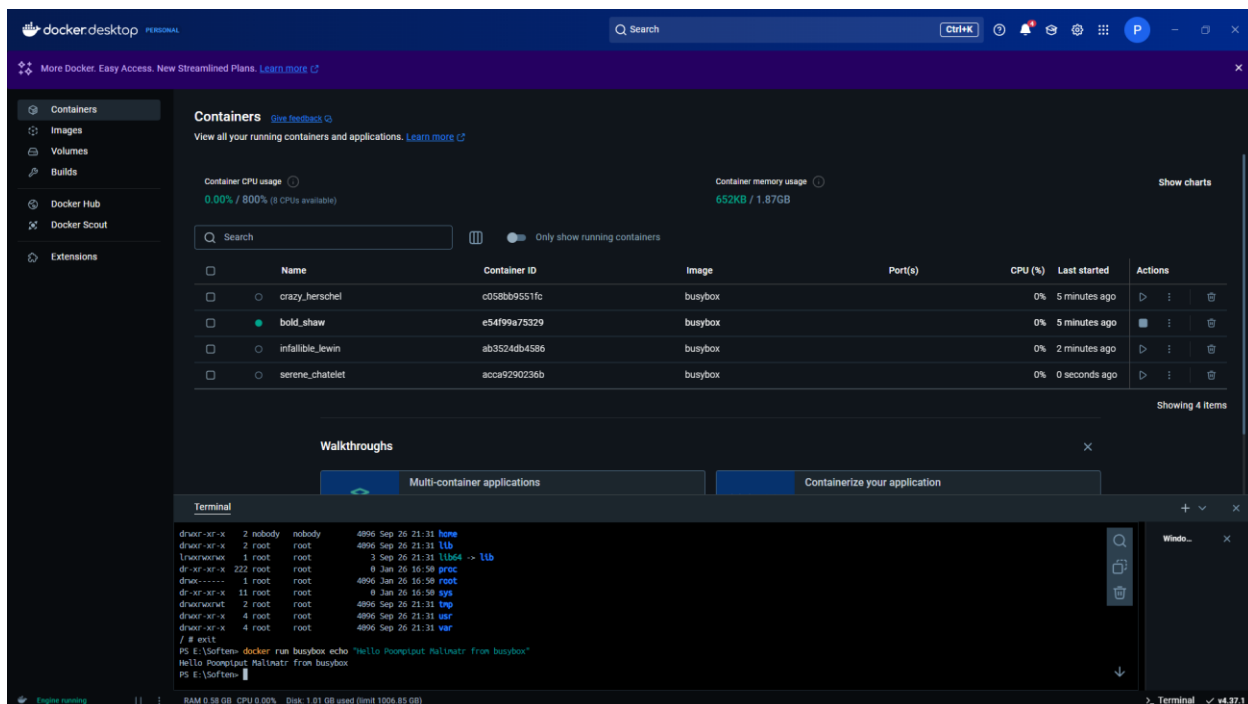 docker.desktop PERSONAL
Search
Ctrl+K
4
P
More Docker. Easy Access. New Streamlined Plans. Learn more
Containers
Images
Volumes
Builds
Docker Hub
Docker Scout
Extensions
Containers Give feedback
View all your running containers and applications. Learn more
Container CPU usage
0.00% / 800% (8 CPUs available)
Container memory usage
652KB / 1.87GB
Show charts
Search
Only show running containers
Name Container ID Image Port(s) CPU (%) Last started Actions
crazy_herschel c058bb9551fc busybox 0% 5 minutes ago
bold_shaw e54f99a75329 busybox 0% 5 minutes ago
infallible_lewin ab3524db4586 busybox 0% 2 minutes ago
serene_chatelet acca9290236b busybox 0% 0 seconds ago
Showing 4 items
Walkthroughs
Multi-container applications
Containerize your application
Terminal
Windo...
drwxr-xr-x 2 nobody nobody 4096 Sep 26 21:31 home
drwxr-xr-x 2 root root 4096 Sep 26 21:31 lib
lrwxrwxrwx 1 root root 3 Sep 26 21:31 lib64 -> lib
dr-xr-xr-x 222 root root 0 Jan 26 16:50 proc
drwx------ 1 root root 4096 Jan 26 16:50 root
dr-xr-xr-x 11 root root 0 Jan 26 16:50 sys
drwxrwxrwt 2 root root 4096 Sep 26 21:31 tmp
drwxr-xr-x 4 root root 4096 Sep 26 21:31 usr
drwxr-xr-x 4 root root 4096 Sep 26 21:31 var
/ # exit
PS E:\Soften> docker run busybox echo "Hello Poompiput Malimatr from busybox"
Hello Poompiput Malimatr from busybox
PS E:\Soften>
Engine running RAM 0.58 GB CPU 0.00% Disk: 1.01 GB used (limit 1006.85 GB) >_ Terminal v4.37.1